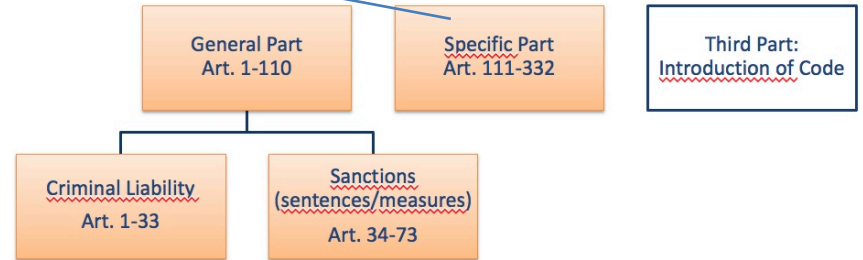 General Part
Art. 1-110
Specific Part
Art. 111-332
Third Part:
Introduction of Code
Criminal Liability
Art. 1-33
Sanctions
(sentences/measures)
Art. 34-73